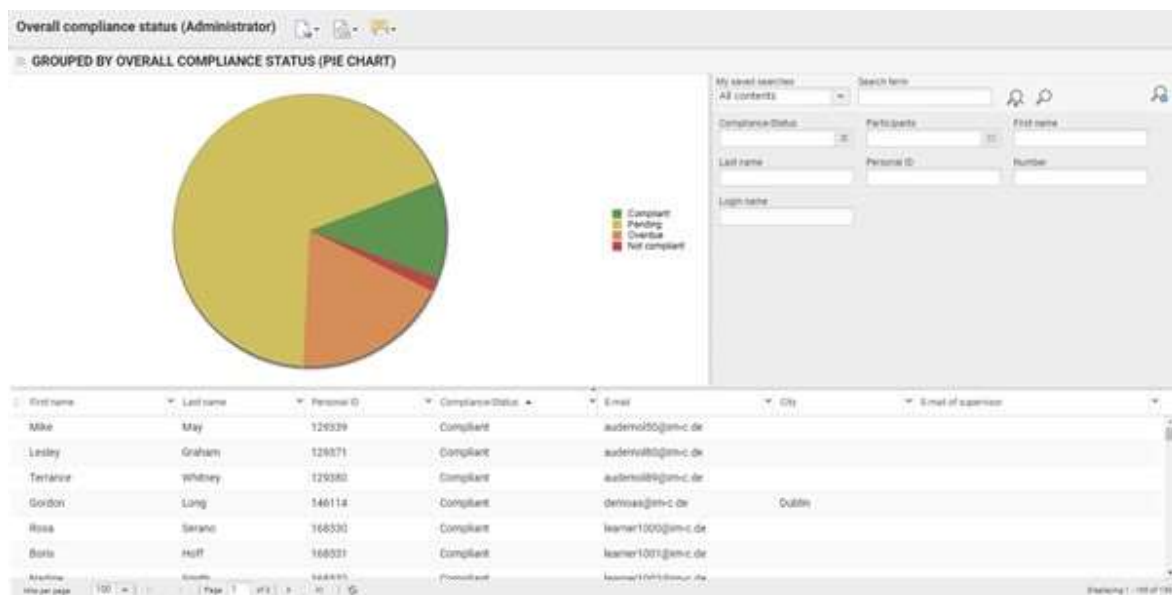 Overall compliance status (Administrator)
GROUPED BY OVERALL COMPLIANCE STATUS (PIE CHART)
My saved searches Search term
All contents
Compliance-Status Participants First name
Last name Personal ID Number
Login name
Compliant
Pending
Overdue
Not compliant
First name Last name Personal ID Compliance-Status E-mail City E-mail of supervisor
Mike May 129339 Compliant
Lesley Graham 129371 Compliant
Terrance Whitney 129380 Compliant
Gordon Long 146114 Compliant Dublin
Rosa Serano 168330 Compliant learner1000@im-c.de
Boris Hoff 168331 Compliant learner1001@im-c.de
Hits per page 100 Page 1